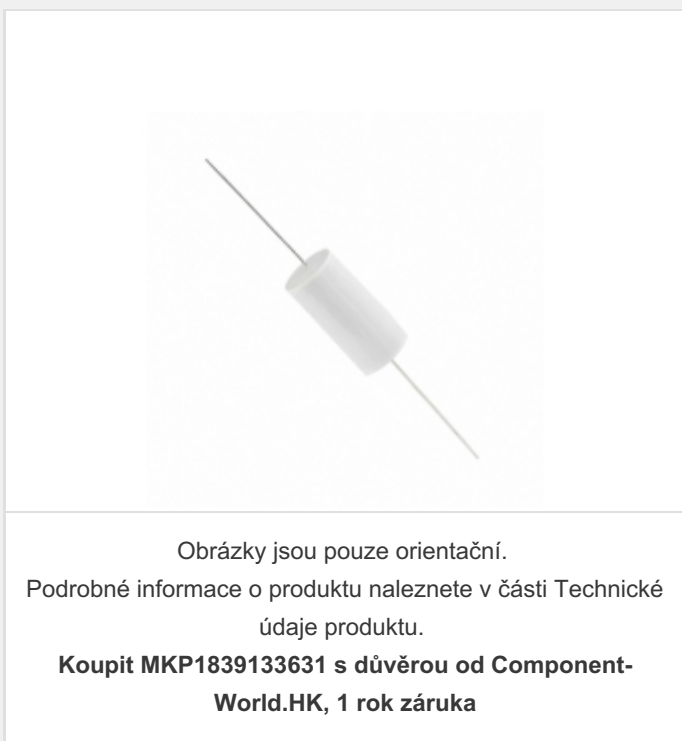 Obrázky jsou pouze orientační.
Podrobné informace o produktu naleznete v části Technické
údaje produktu.
Koupit MKP1839133631 s důvěrou od Component-
World.HK, 1 rok záruka